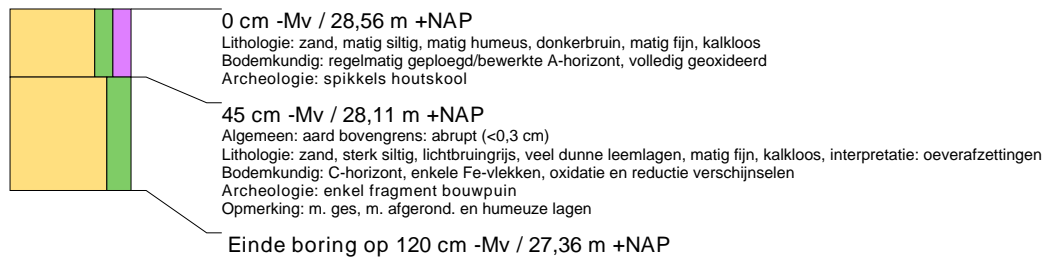 0 cm -Mv / 28,56 m +NAP
Lithologie: zand, matig siltig, matig humeus, donkerbruin, matig fijn, kalkloos
Bodemkundig: regelmatig geploegd/bewerkte A-horizont, volledig geoxideerd
Archeologie: spikkels houtskool
45 cm -Mv / 28,11 m +NAP
Algemeen: aard bovengrens: abrupt (<0,3 cm)
Lithologie: zand, sterk siltig, lichtbruingrijs, veel dunne leemlagen, matig fijn, kalkloos, interpretatie: oeverafzettingen
Bodemkundig: C-horizont, enkele Fe-vlekken, oxidatie en reductie verschijnselen
Archeologie: enkel fragment bouwpuin
Opmerking: m. ges, m. afgerond. en humeuze lagen
Einde boring op 120 cm -Mv / 27,36 m +NAP